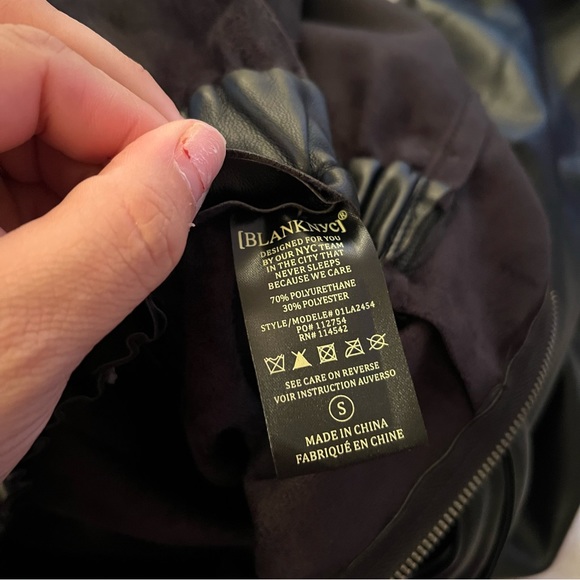 [BLANKNYC]®
DESIGNED FOR YOU
BY OUR NYC TEAM
IN THE CITY THAT
NEVER SLEEPS
BECAUSE WE CARE
70% POLYURETHANE
30% POLYESTER
STYLE/MODELE# 01LA2454
PO# 112754
RN# 114542
SEE CARE ON REVERSE
VOIR INSTRUCTION AUVERSO
S
MADE IN CHINA
FABRIQUÉ EN CHINE